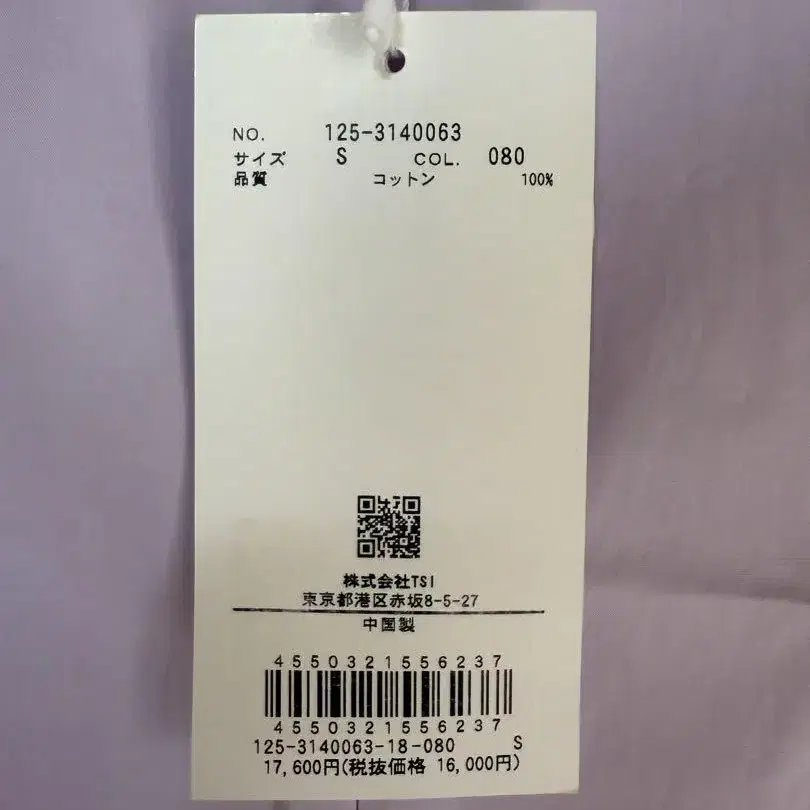 NO. 125-3140063
サイズ S COL. 080
品質 コットン 100%
株式会社TSI
東京都港区赤坂8-5-27
中国製
4550321556237
4550321556237
125-3140063-18-080 S
17,600円(税抜価格 16,000円)